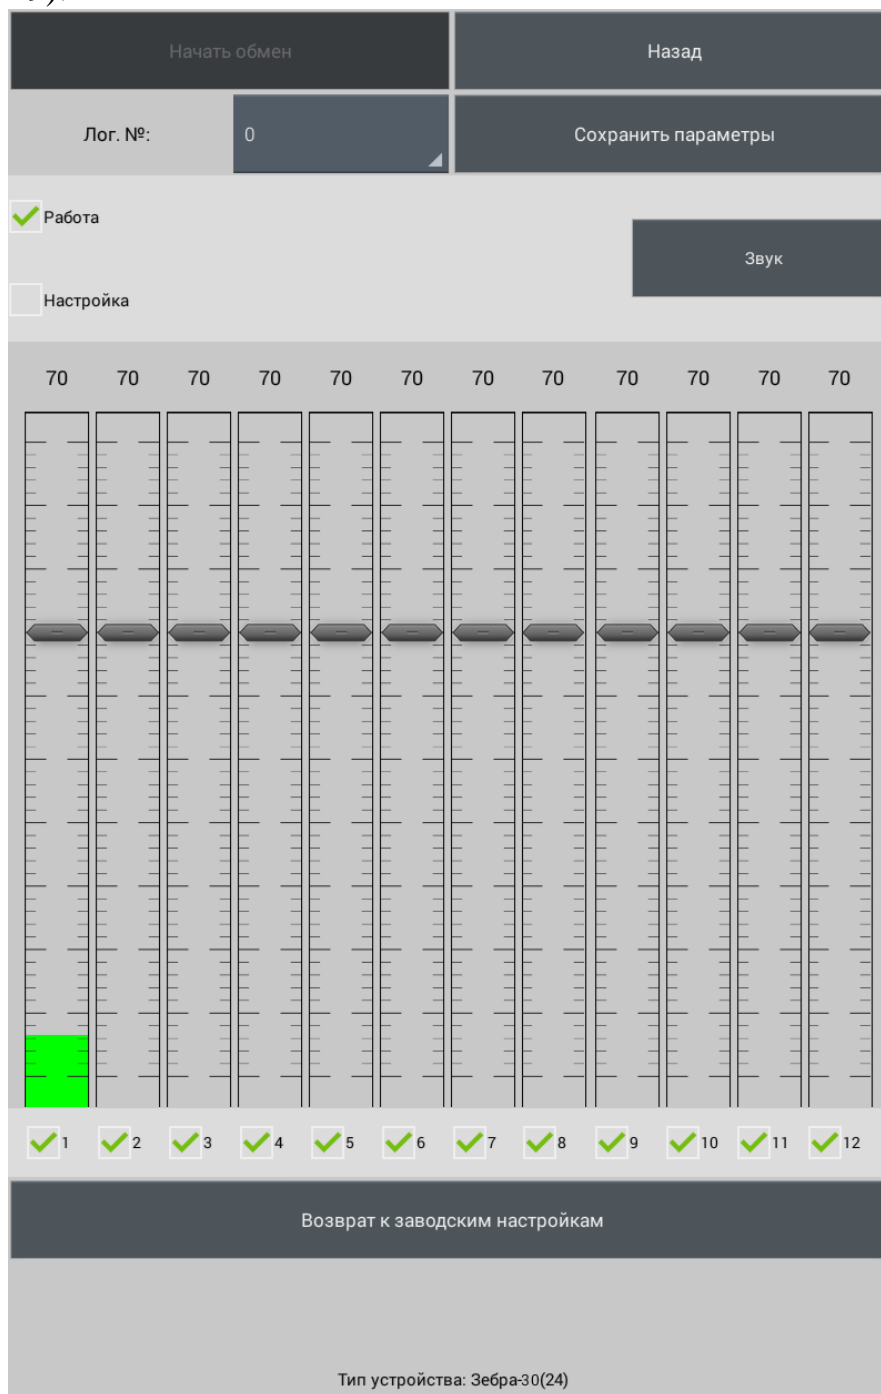 Начать обмен Назад
Лог. №: 0 Сохранить параметры
Работа
Звук
Настройка
70 70 70 70 70 70 70 70 70 70 70 70
1 2 3 4 5 6 7 8 9 10 11 12
Возврат к заводским настройкам
Тип устройства: Зебра-30(24)